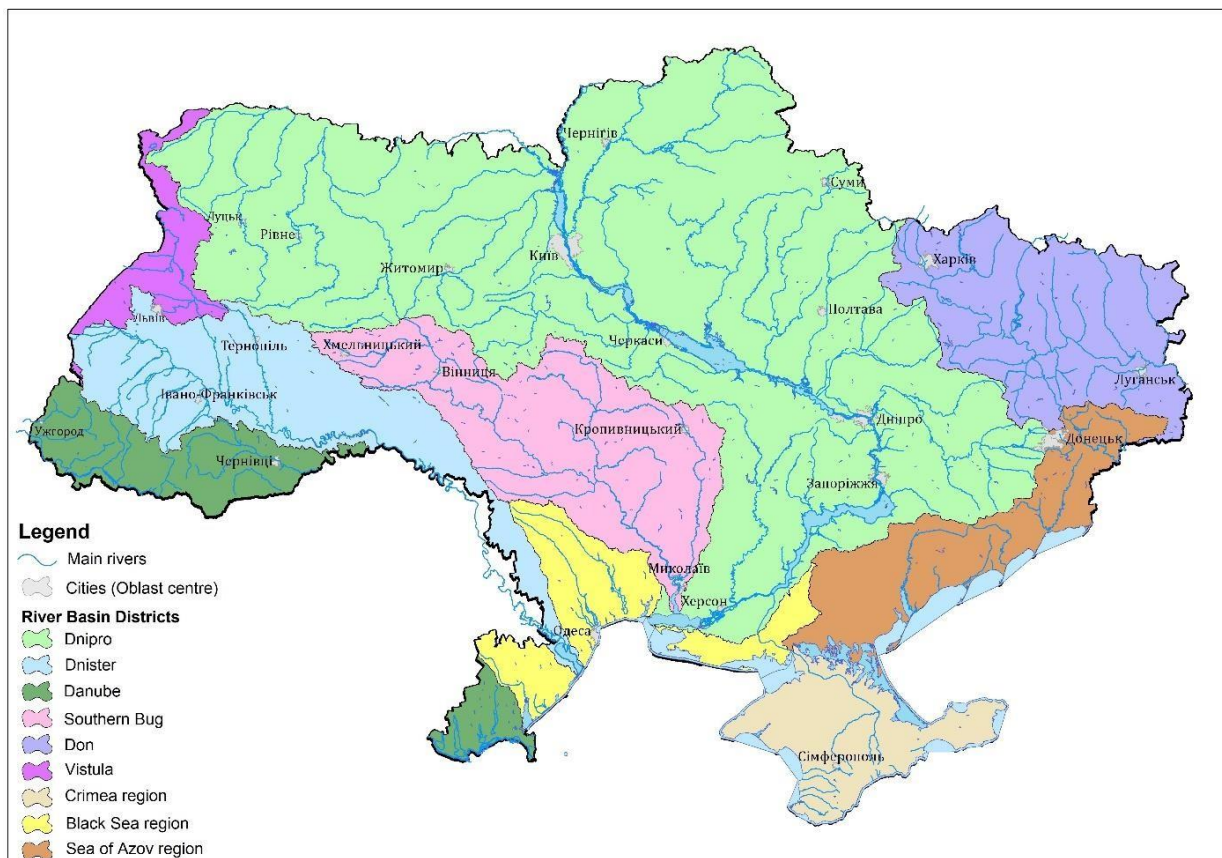 Чернігів
Суми
Луцьк
Рівне
Київ
Харків
Житомир
Львів
Полтава
Тернопіль
Хмельницький
Черкаси
Вінниця
Луганськ
Івано-Франківськ
Ужгород
Кропивницький
Дніпро
Донецьк
Чернівці
Запоріжжя
Миколаїв
Херсон
Одеса
Сімферополь
Legend
Main rivers
Cities (Oblast centre)
River Basin Districts
Dnipro
Dnister
Danube
Southern Bug
Don
Vistula
Crimea region
Black Sea region
Sea of Azov region